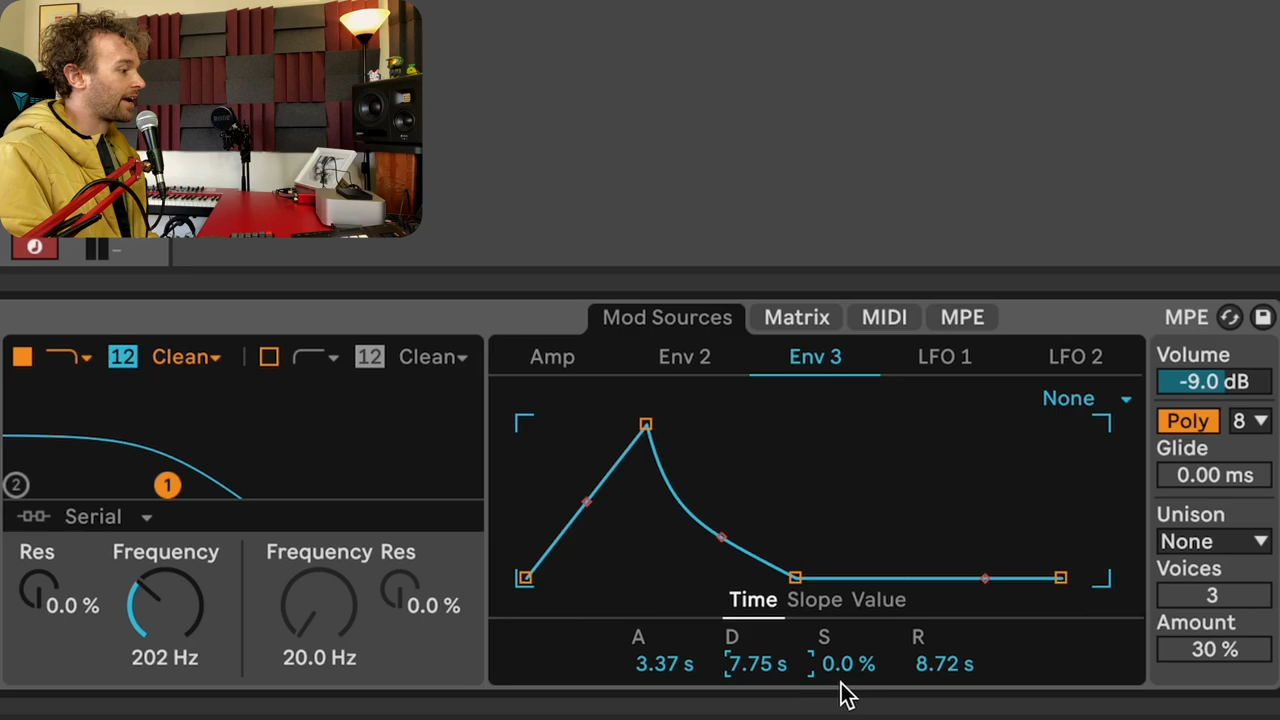 Mod Sources Matrix MIDI MPE MPE
12 Clean 12 Clean
Amp Env 2 Env 3 LFO 1 LFO 2
None
2 1
Serial
Res Frequency Frequency Res
0.0 % 0.0 %
202 Hz 20.0 Hz
Time Slope Value
A D S R
3.37 s 7.75 s 0.0 % 8.72 s
Volume
-9.0 dB
Poly 8
Glide
0.00 ms
Unison
None
Voices
3
Amount
30 %